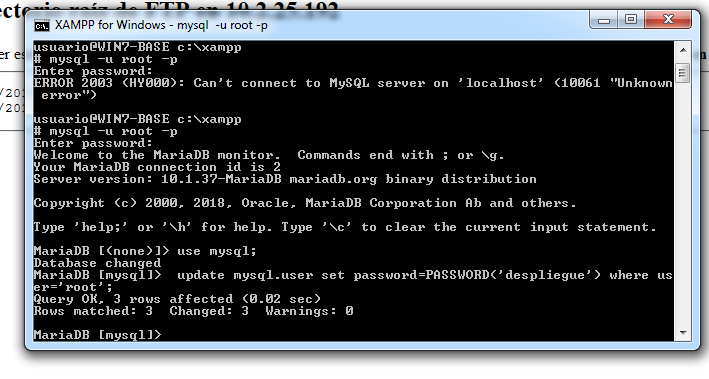 ectorio raíz de FTP en 10.2.25.192
XAMPP for Windows - mysql -u root -p
usuario@WIN7-BASE c:\xampp
# mysql -u root -p
Enter password:
ERROR 2003 (HY000): Can't connect to MySQL server on 'localhost' (10061 "Unknown
 error")
usuario@WIN7-BASE c:\xampp
# mysql -u root -p
Enter password:
Welcome to the MariaDB monitor.  Commands end with ; or \g.
Your MariaDB connection id is 2
Server version: 10.1.37-MariaDB mariadb.org binary distribution
Copyright (c) 2000, 2018, Oracle, MariaDB Corporation Ab and others.
Type 'help;' or '\h' for help. Type '\c' to clear the current input statement.
MariaDB [(none)]> use mysql;
Database changed
MariaDB [mysql]>  update mysql.user set password=PASSWORD('despliegue') where us
er='root';
Query OK, 3 rows affected (0.02 sec)
Rows matched: 3  Changed: 3  Warnings: 0
MariaDB [mysql]>